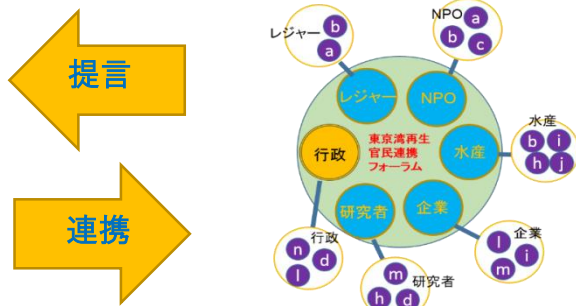 提言
連携
レジャー
b
a
NPO
a
b
c
レジャー
NPO
行政
東京湾再生
官民連携
フォーラム
水産
水産
b
i
h
j
研究者
企業
行政
n
d
l
研究者
m
h
d
企業
l
i
m